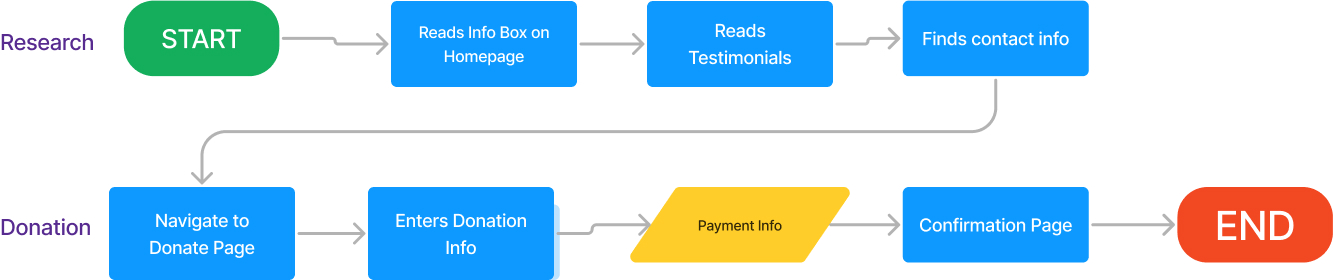 Research
START
Reads Info Box on
Homepage
Reads
Testimonials
Finds contact info
Donation
Navigate to
Donate Page
Enters Donation
Info
Payment Info
Confirmation Page
END